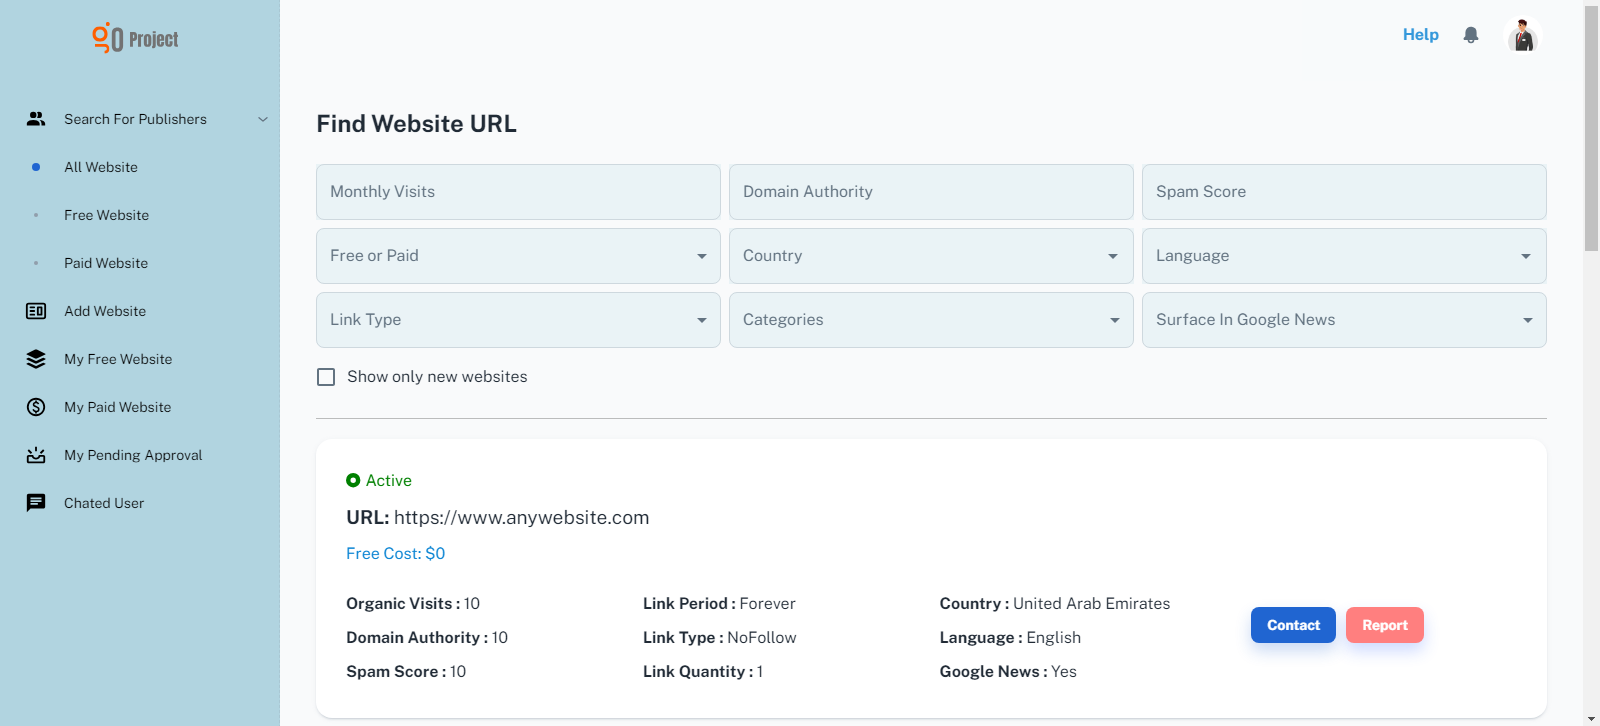 go Project
Help
Search For Publishers
All Website
Free Website
Paid Website
Add Website
My Free Website
My Paid Website
My Pending Approval
Chated User
Find Website URL
Monthly Visits
Domain Authority
Spam Score
Free or Paid
Country
Language
Link Type
Categories
Surface In Google News
Show only new websites
Active
URL: https://www.anywebsite.com
Free Cost: $0
Organic Visits : 10
Domain Authority : 10
Spam Score : 10
Link Period : Forever
Link Type : NoFollow
Link Quantity : 1
Country : United Arab Emirates
Language : English
Google News : Yes
Contact
Report